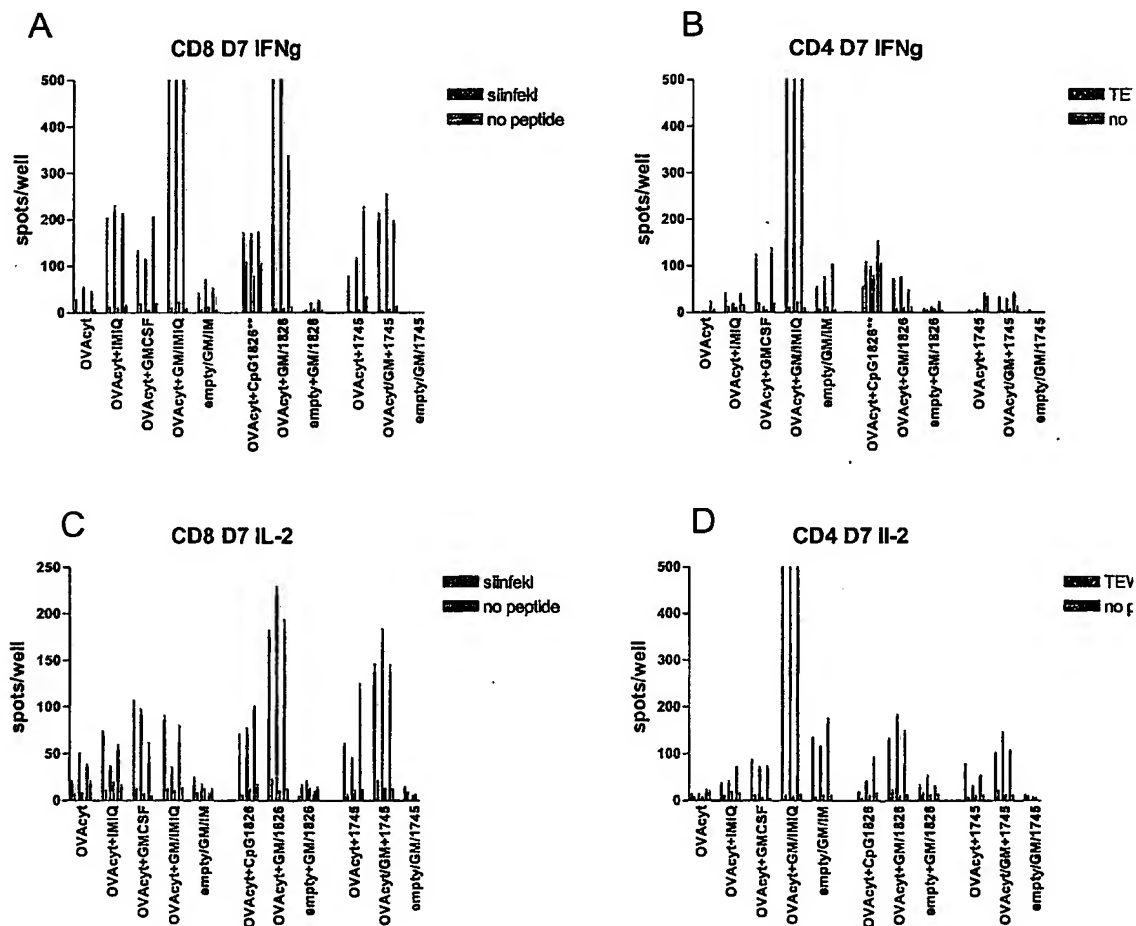 A
CD8 D7 IFNg
siinfekl
no peptide
spots/well
500
400
300
200
100
0
OVAcyt
OVAcyt+IMIQ
OVAcyt+GMCSF
OVAcyt+GM/IMIQ
empty/GM/IM
OVAcyt+CpG1826**
OVAcyt+GM/1826
empty+GM/1826
OVAcyt+1745
OVAcyt/GM+1745
empty/GM/1745
B
CD4 D7 IFNg
TE
no
spots/well
500
400
300
200
100
0
OVAcyt
OVAcyt+IMIQ
OVAcyt+GMCSF
OVAcyt+GM/IMIQ
empty/GM/IM
OVAcyt+CpG1826**
OVAcyt+GM/1826
empty+GM/1826
OVAcyt+1745
OVAcyt/GM+1745
empty/GM/1745
C
CD8 D7 IL-2
siinfekl
no peptide
spots/well
250
200
150
100
50
0
OVAcyt
OVAcyt+IMIQ
OVAcyt+GMCSF
OVAcyt+GM/IMIQ
empty/GM/IM
OVAcyt+CpG1826
OVAcyt+GM/1826
empty+GM/1826
OVAcyt+1745
OVAcyt/GM+1745
empty/GM/1745
D
CD4 D7 Il-2
TEV
no p
spots/well
500
400
300
200
100
0
OVAcyt
OVAcyt+IMIQ
OVAcyt+GMCSF
OVAcyt+GM/IMIQ
empty/GM/IM
OVAcyt+CpG1826
OVAcyt+GM/1826
empty+GM/1826
OVAcyt+1745
OVAcyt/GM+1745
empty/GM/1745